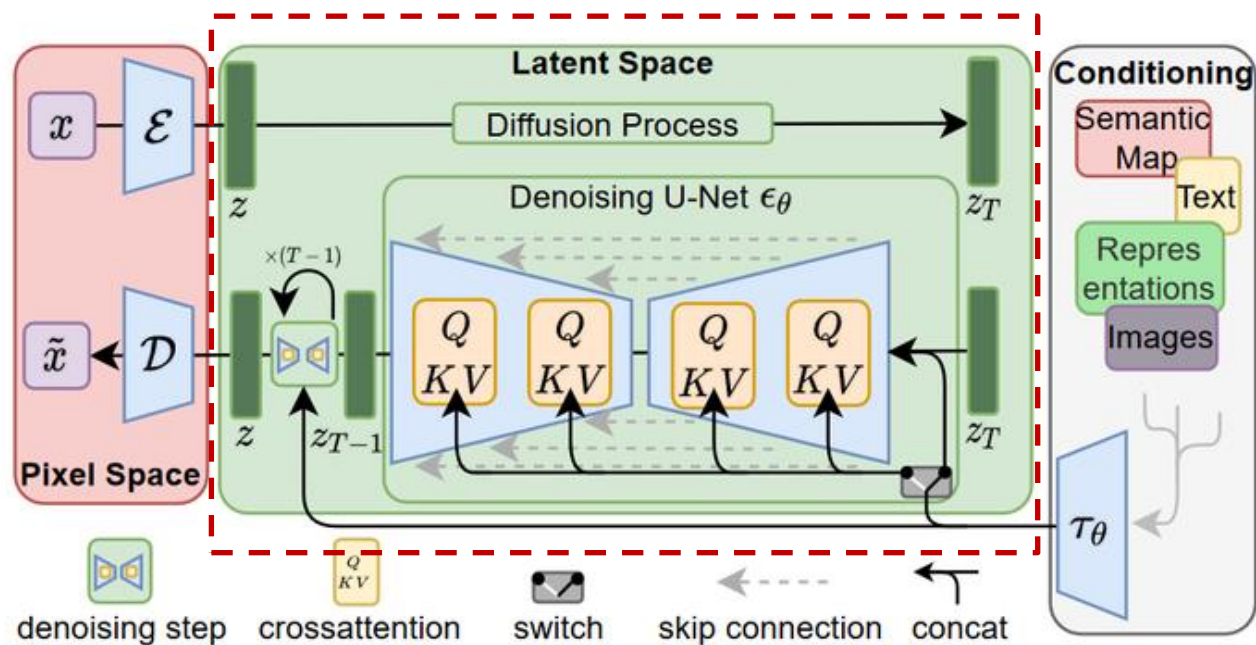 Latent Space
Conditioning
x
ℰ
Diffusion Process
Semantic
Map
Text
z
Denoising U-Net ϵ_θ
z_T
Repres
entations
Images
×(T − 1)
x̃
𝒟
Q
KV
Q
KV
Q
KV
Q
KV
z
z_{T−1}
z_T
Pixel Space
τ_θ
Q
KV
denoising step
crossattention
switch
skip connection
concat